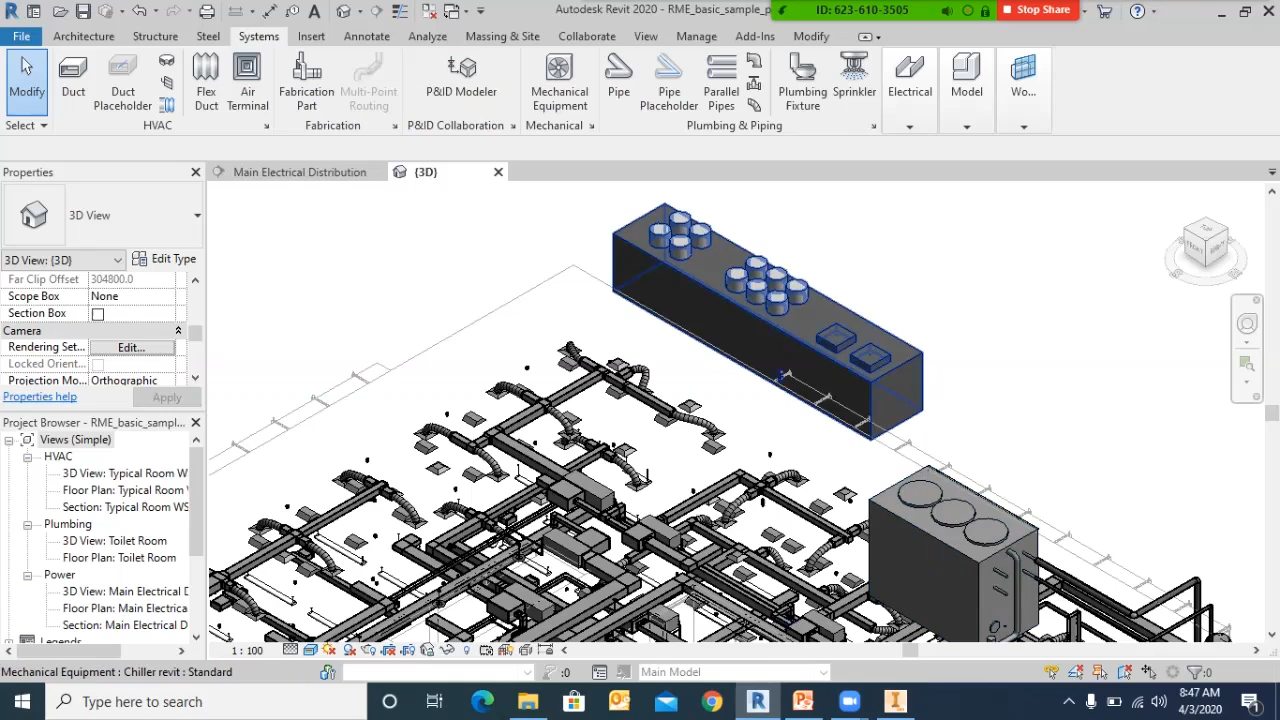 Autodesk Revit 2020 - RME_basic_sample_p
ID: 623-610-3505
Stop Share
File Architecture Structure Steel Systems Insert Annotate Analyze Massing & Site Collaborate View Manage Add-Ins Modify
Modify Duct Duct Placeholder Flex Duct Air Terminal Fabrication Part Multi-Point Routing P&ID Modeler Mechanical Equipment Pipe Pipe Placeholder Parallel Pipes Plumbing Fixture Sprinkler Electrical Model Wo...
Select HVAC Fabrication P&ID Collaboration Mechanical Plumbing & Piping
Properties
Main Electrical Distribution
{3D}
3D View
3D View: {3D} Edit Type
Far Clip Offset 304800.0
Scope Box None
Section Box
Camera
Rendering Set... Edit...
Locked Orient...
Projection Mo... Orthographic
Properties help Apply
Project Browser - RME_basic_sampl...
Views (Simple)
HVAC
3D View: Typical Room W
Floor Plan: Typical Room
Section: Typical Room WS
Plumbing
3D View: Toilet Room
Floor Plan: Toilet Room
Power
3D View: Main Electrical D
Floor Plan: Main Electrica
Section: Main Electrical D
TOP
FRONT
RIGHT
1 : 100
Mechanical Equipment : Chiller revit : Standard
:0
Main Model
:0
Type here to search
8:47 AM
4/3/2020
1